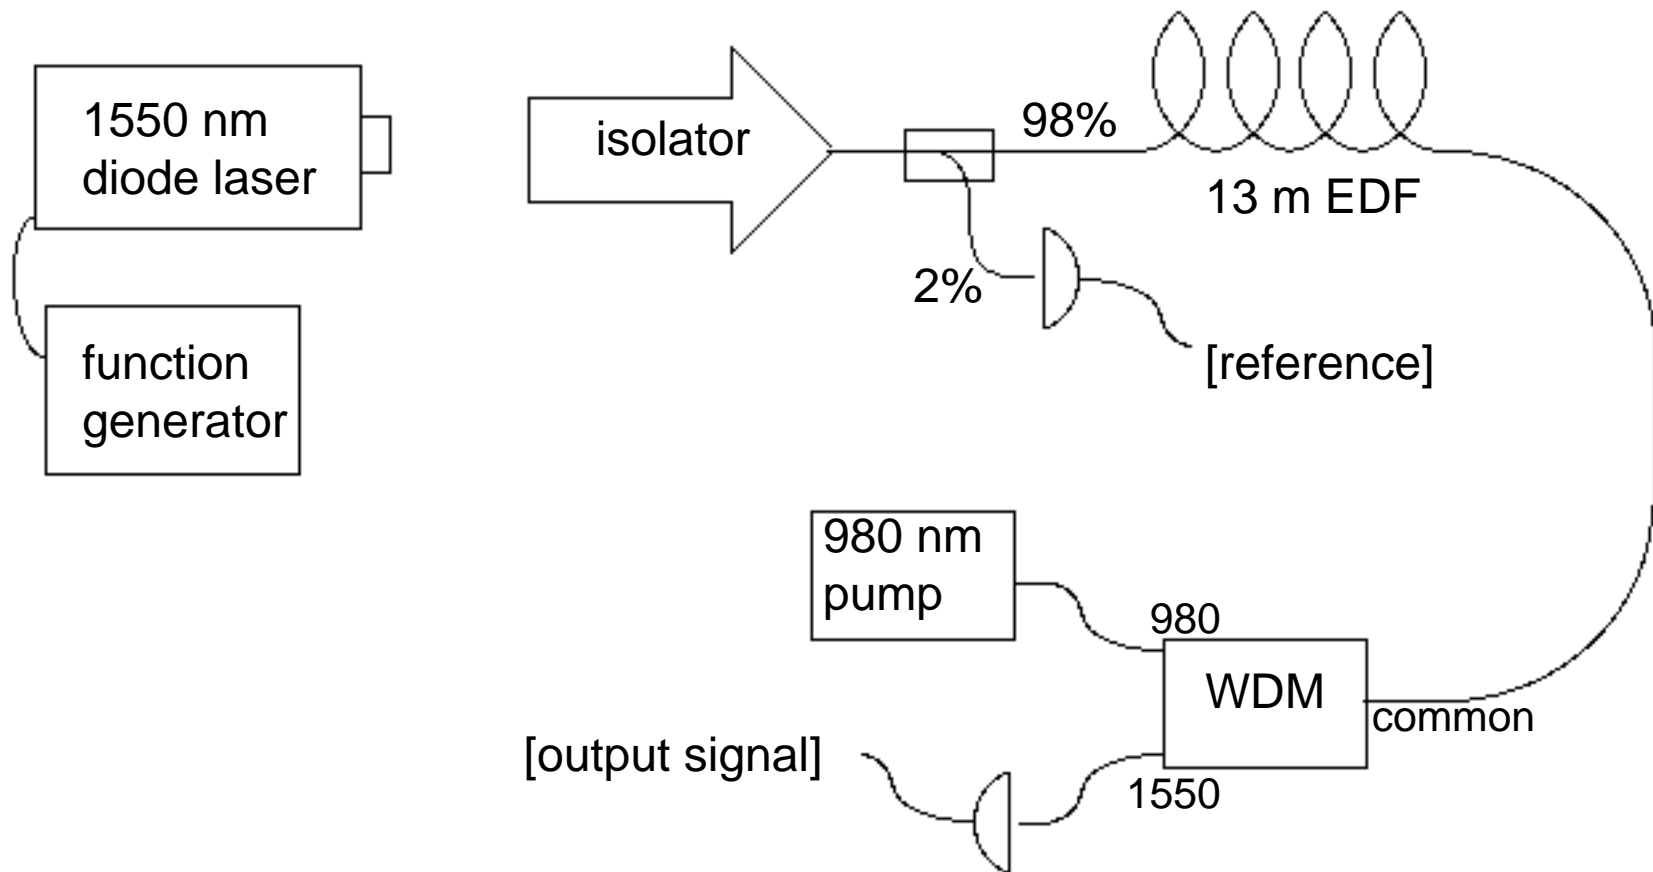 1550 nm
diode laser
function
generator
isolator
98%
13 m EDF
2%
[reference]
980 nm
pump
980
WDM
common
1550
[output signal]